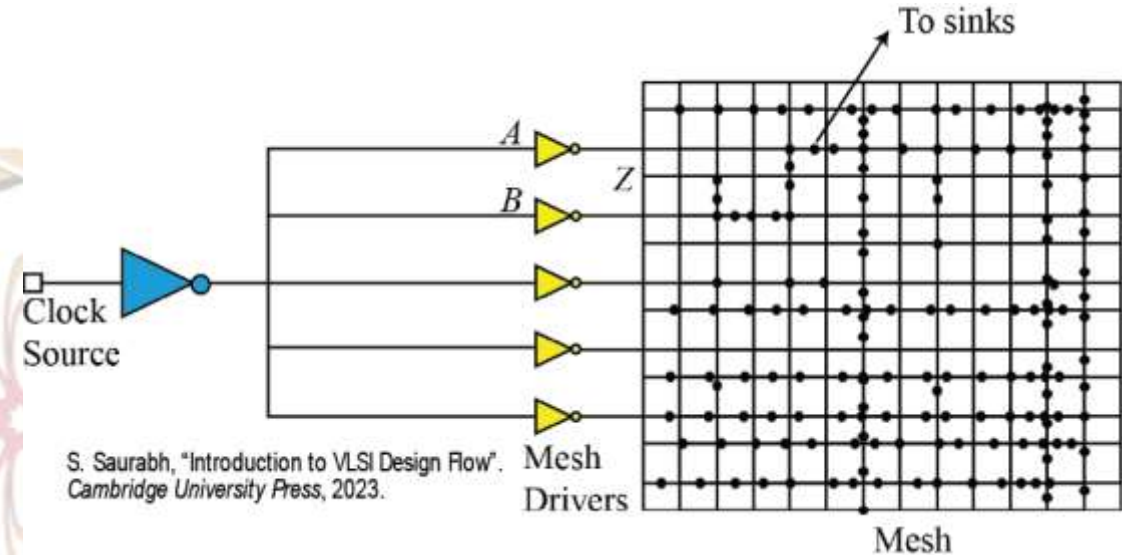 To sinks
A
Z
B
Clock
Source
S. Saurabh, “Introduction to VLSI Design Flow”.
Cambridge University Press, 2023.
Mesh
Drivers
Mesh